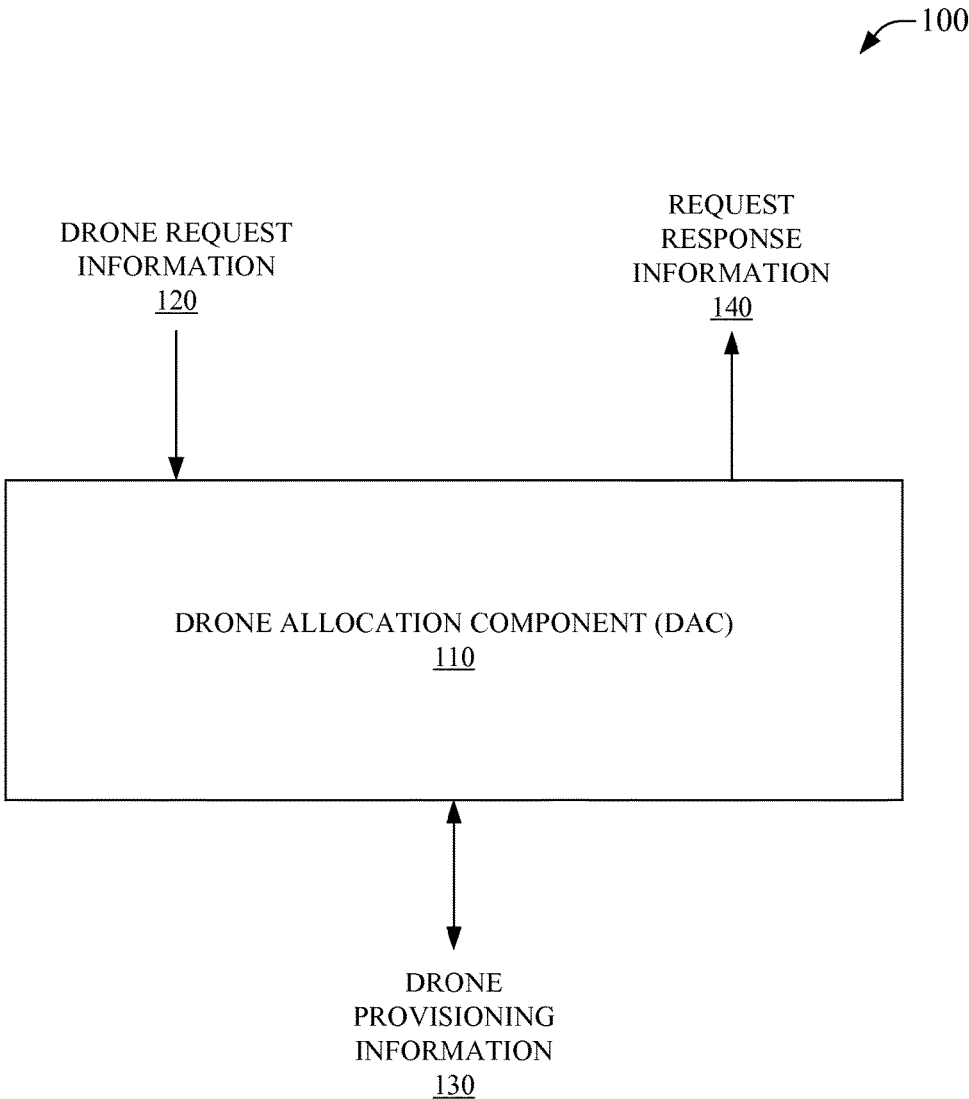 100
DRONE REQUEST
INFORMATION
120
REQUEST
RESPONSE
INFORMATION
140
DRONE ALLOCATION COMPONENT (DAC)
110
DRONE
PROVISIONING
INFORMATION
130